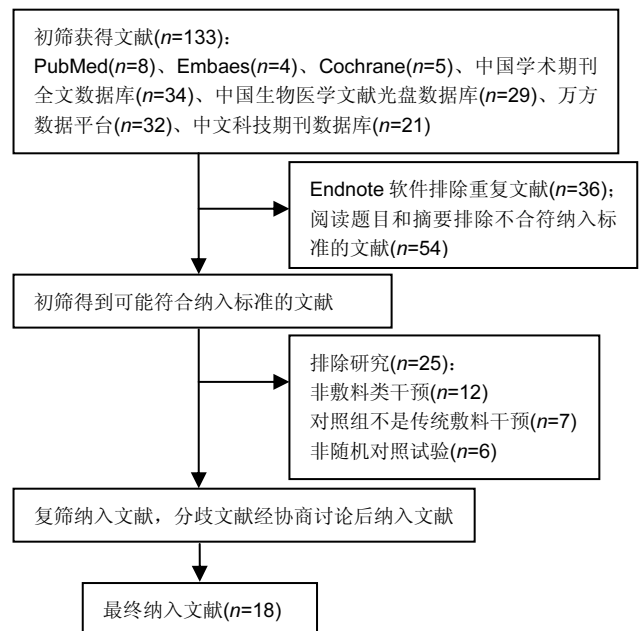 初筛获得文献(n=133)：
PubMed(n=8)、Embaes(n=4)、Cochrane(n=5)、中国学术期刊
全文数据库(n=34)、中国生物医学文献光盘数据库(n=29)、万方
数据平台(n=32)、中文科技期刊数据库(n=21)
Endnote 软件排除重复文献(n=36)；
阅读题目和摘要排除不合符纳入标
准的文献(n=54)
初筛得到可能符合纳入标准的文献
排除研究(n=25)：
非敷料类干预(n=12)
对照组不是传统敷料干预(n=7)
非随机对照试验(n=6)
复筛纳入文献，分歧文献经协商讨论后纳入文献
最终纳入文献(n=18)